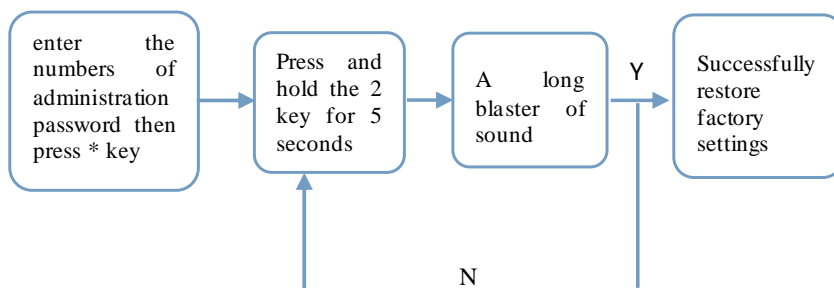 enter the
numbers of
administration
password then
press * key
Press and
hold the 2
key for 5
seconds
A long
blaster of
sound
Y
Successfully
restore
factory
settings
N